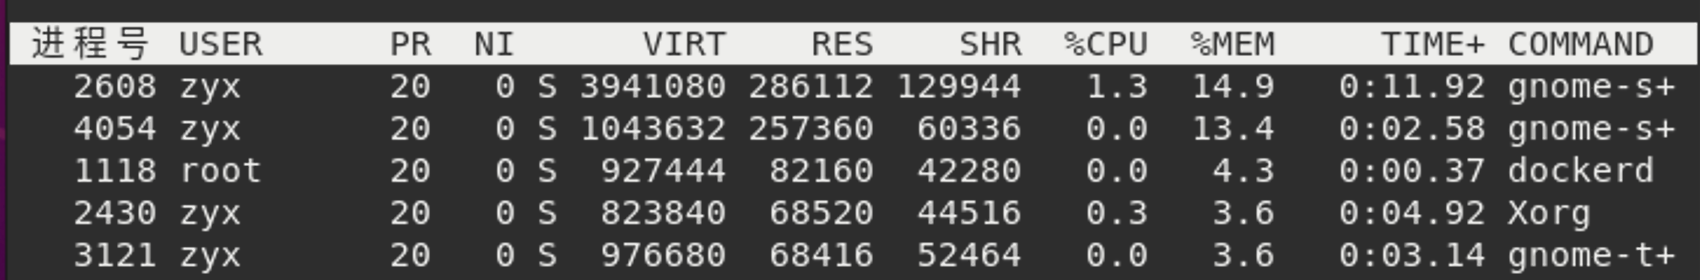 进程号 USER PR NI VIRT RES SHR %CPU %MEM TIME+ COMMAND
2608 zyx 20 0 S 3941080 286112 129944 1.3 14.9 0:11.92 gnome-s+
4054 zyx 20 0 S 1043632 257360 60336 0.0 13.4 0:02.58 gnome-s+
1118 root 20 0 S 927444 82160 42280 0.0 4.3 0:00.37 dockerd
2430 zyx 20 0 S 823840 68520 44516 0.3 3.6 0:04.92 Xorg
3121 zyx 20 0 S 976680 68416 52464 0.0 3.6 0:03.14 gnome-t+